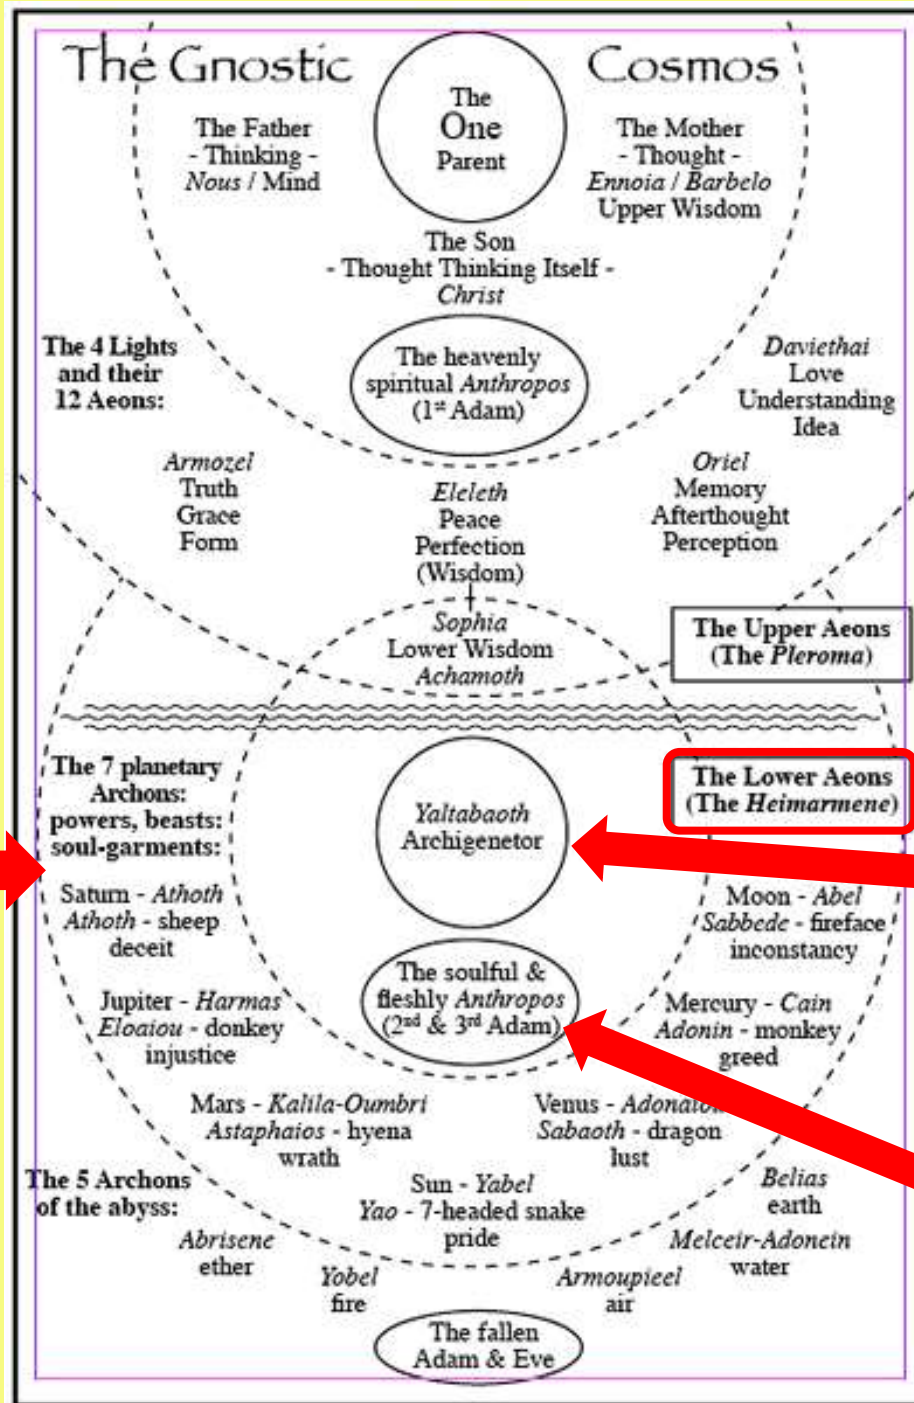 The Gnostic Cosmos
The
One
Parent
The Father
- Thinking -
Nous / Mind
The Mother
- Thought -
Ennoia / Barbelo
Upper Wisdom
The Son
- Thought Thinking Itself -
Christ
The heavenly
spiritual Anthropos
(1st Adam)
The 4 Lights
and their
12 Aeons:
Daviethai
Love
Understanding
Idea
Armozel
Truth
Grace
Form
Eleleth
Peace
Perfection
(Wisdom)
Oriel
Memory
Afterthought
Perception
Sophia
Lower Wisdom
Achamoth
The Upper Aeons
(The Pleroma)
The 7 planetary
Archons:
powers, beasts:
soul-garments:
Yaltabaoth
Archigenetor
The Lower Aeons
(The Heimarmene)
Saturn - Athoth
Athoth - sheep
deceit
Moon - Abel
Sabbede - fireface
inconstancy
The soulful &
fleshly Anthropos
(2nd & 3rd Adam)
Jupiter - Harmas
Eloaiou - donkey
injustice
Mercury - Cain
Adonin - monkey
greed
Mars - Kalila-Oumbri
Astaphaios - hyena
wrath
Venus -
Sabaoth - dragon
lust
Sun - Yabel
Yao - 7-headed snake
pride
The 5 Archons
of the abyss:
Abrisene
ether
Yobel
fire
Armoupieel
air
Melceir-Adonein
water
Belias
earth
The fallen
Adam & Eve